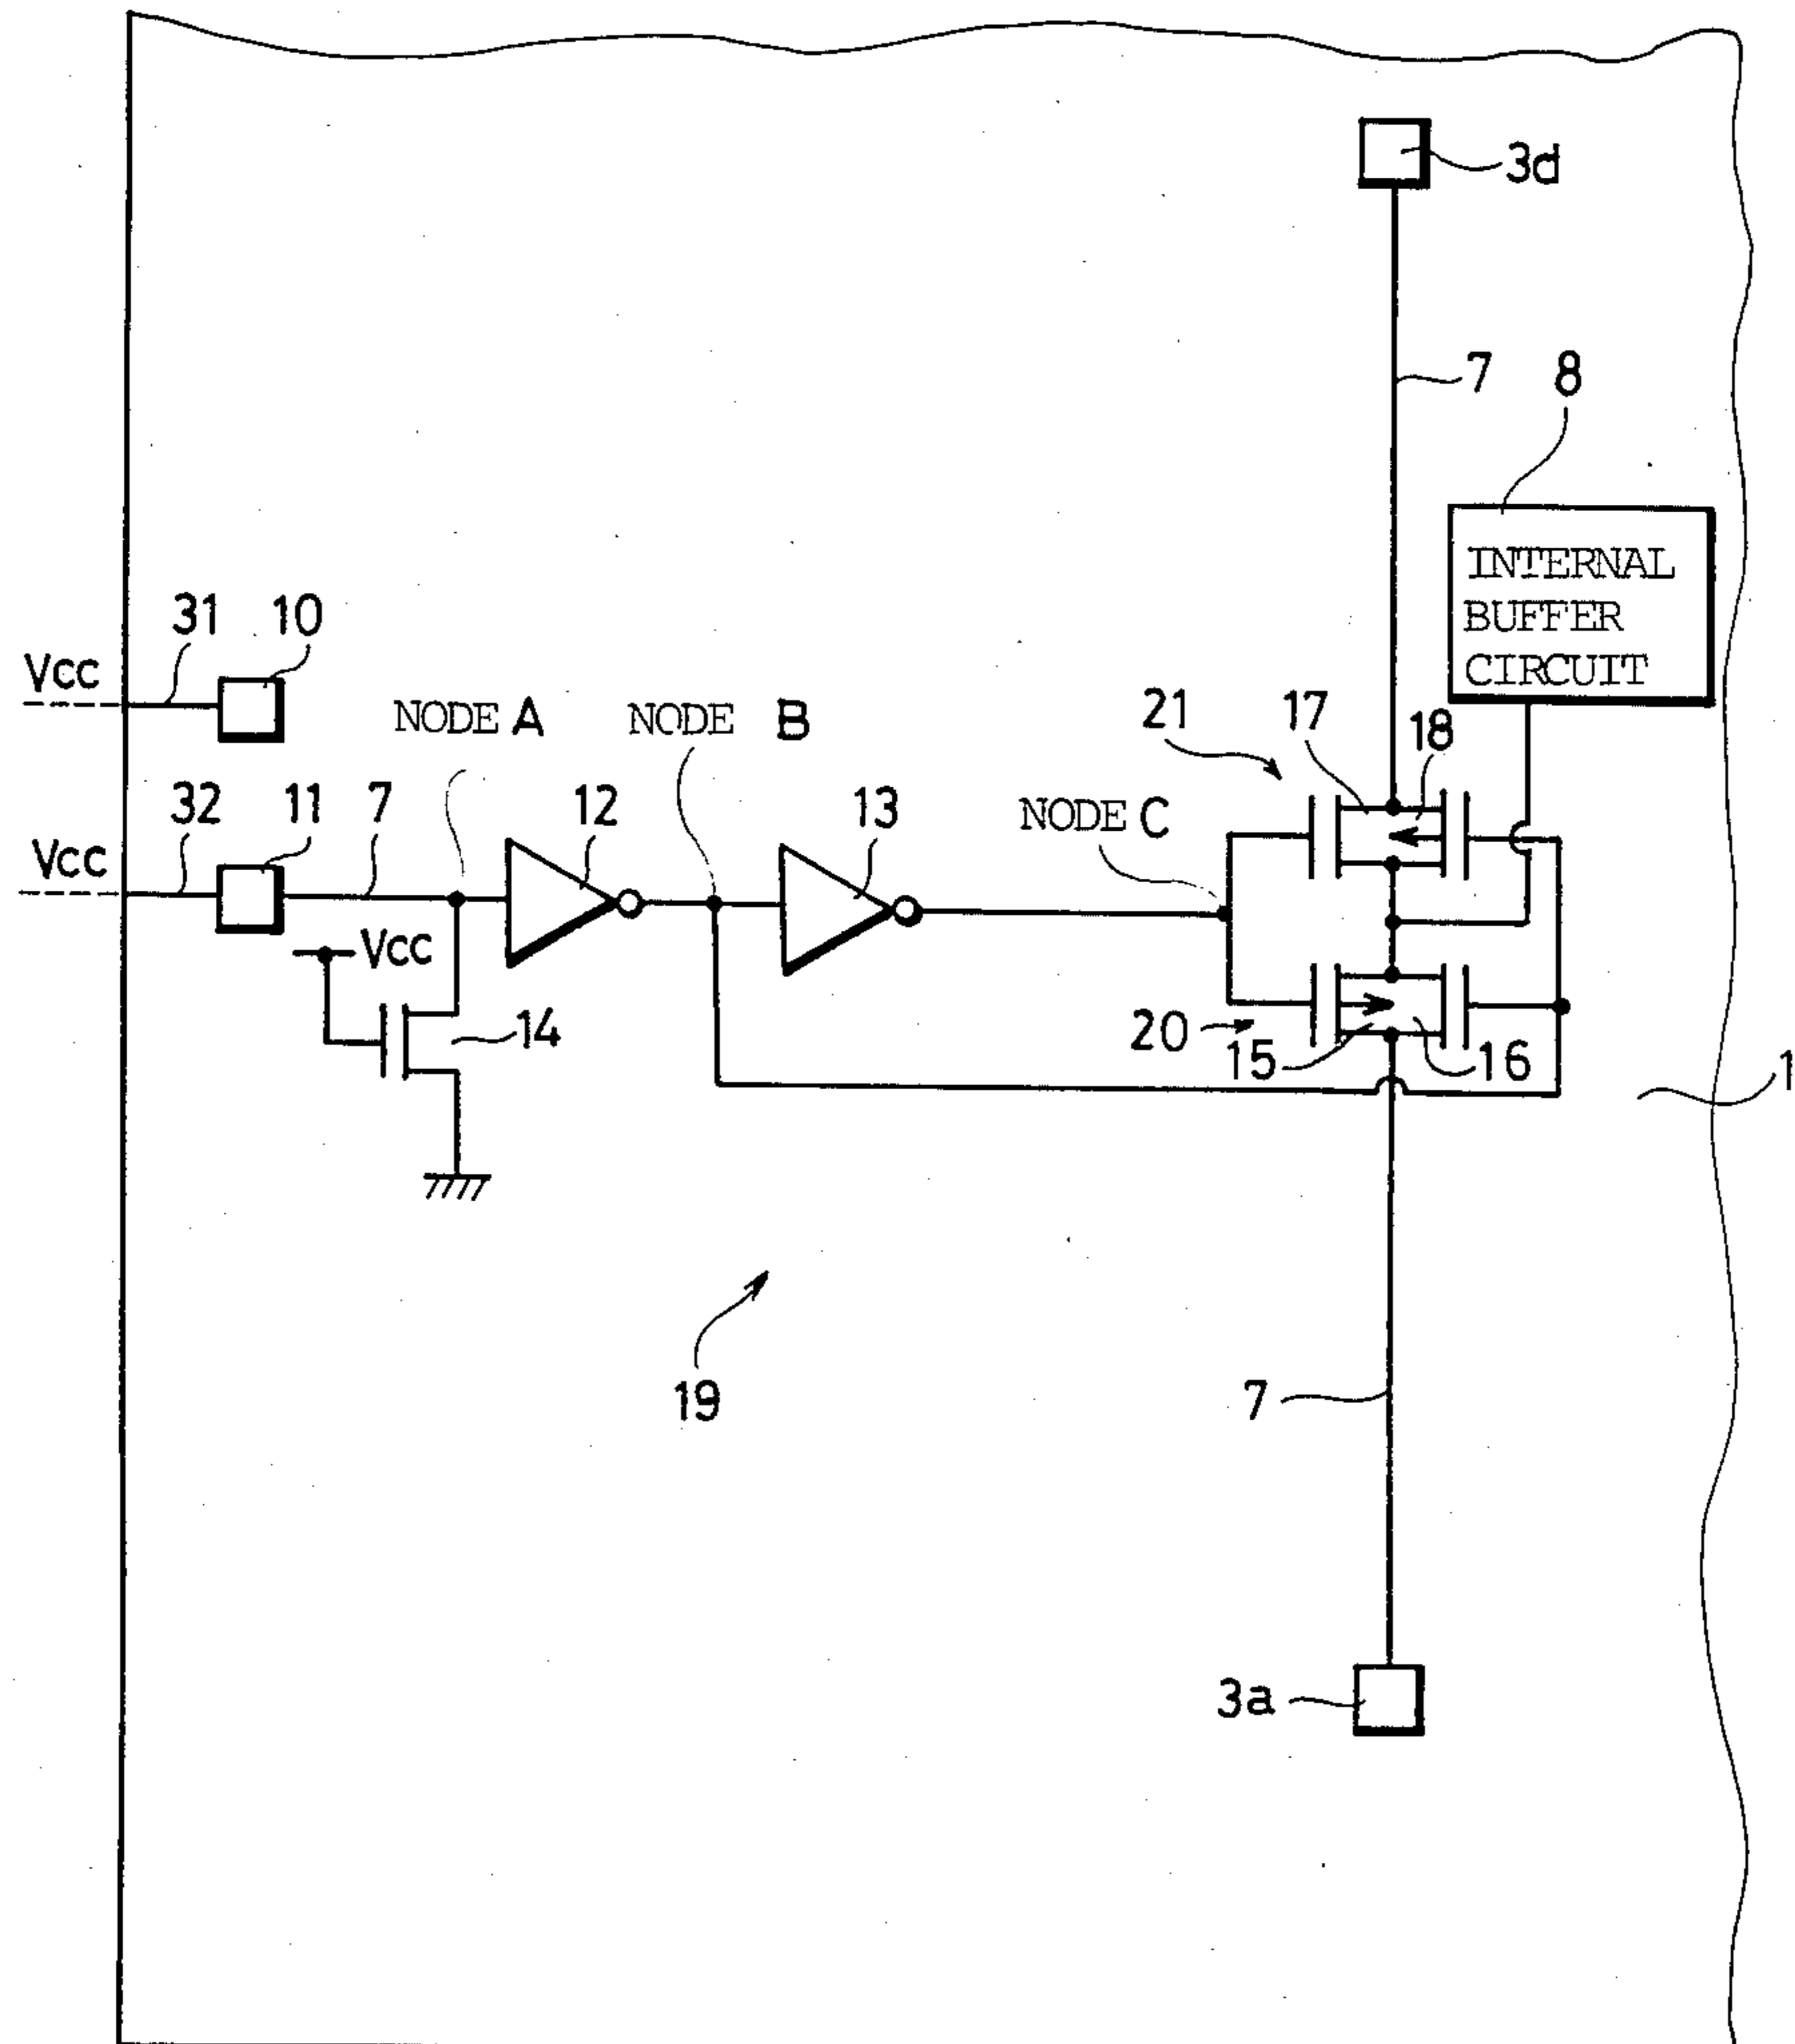 3d
7
8
INTERNAL
BUFFER
CIRCUIT
31
10
Vcc
NODE A
NODE B
21
17
18
32
11
7
12
13
NODE C
Vcc
Vcc
14
20
15
16
1
19
7
3a